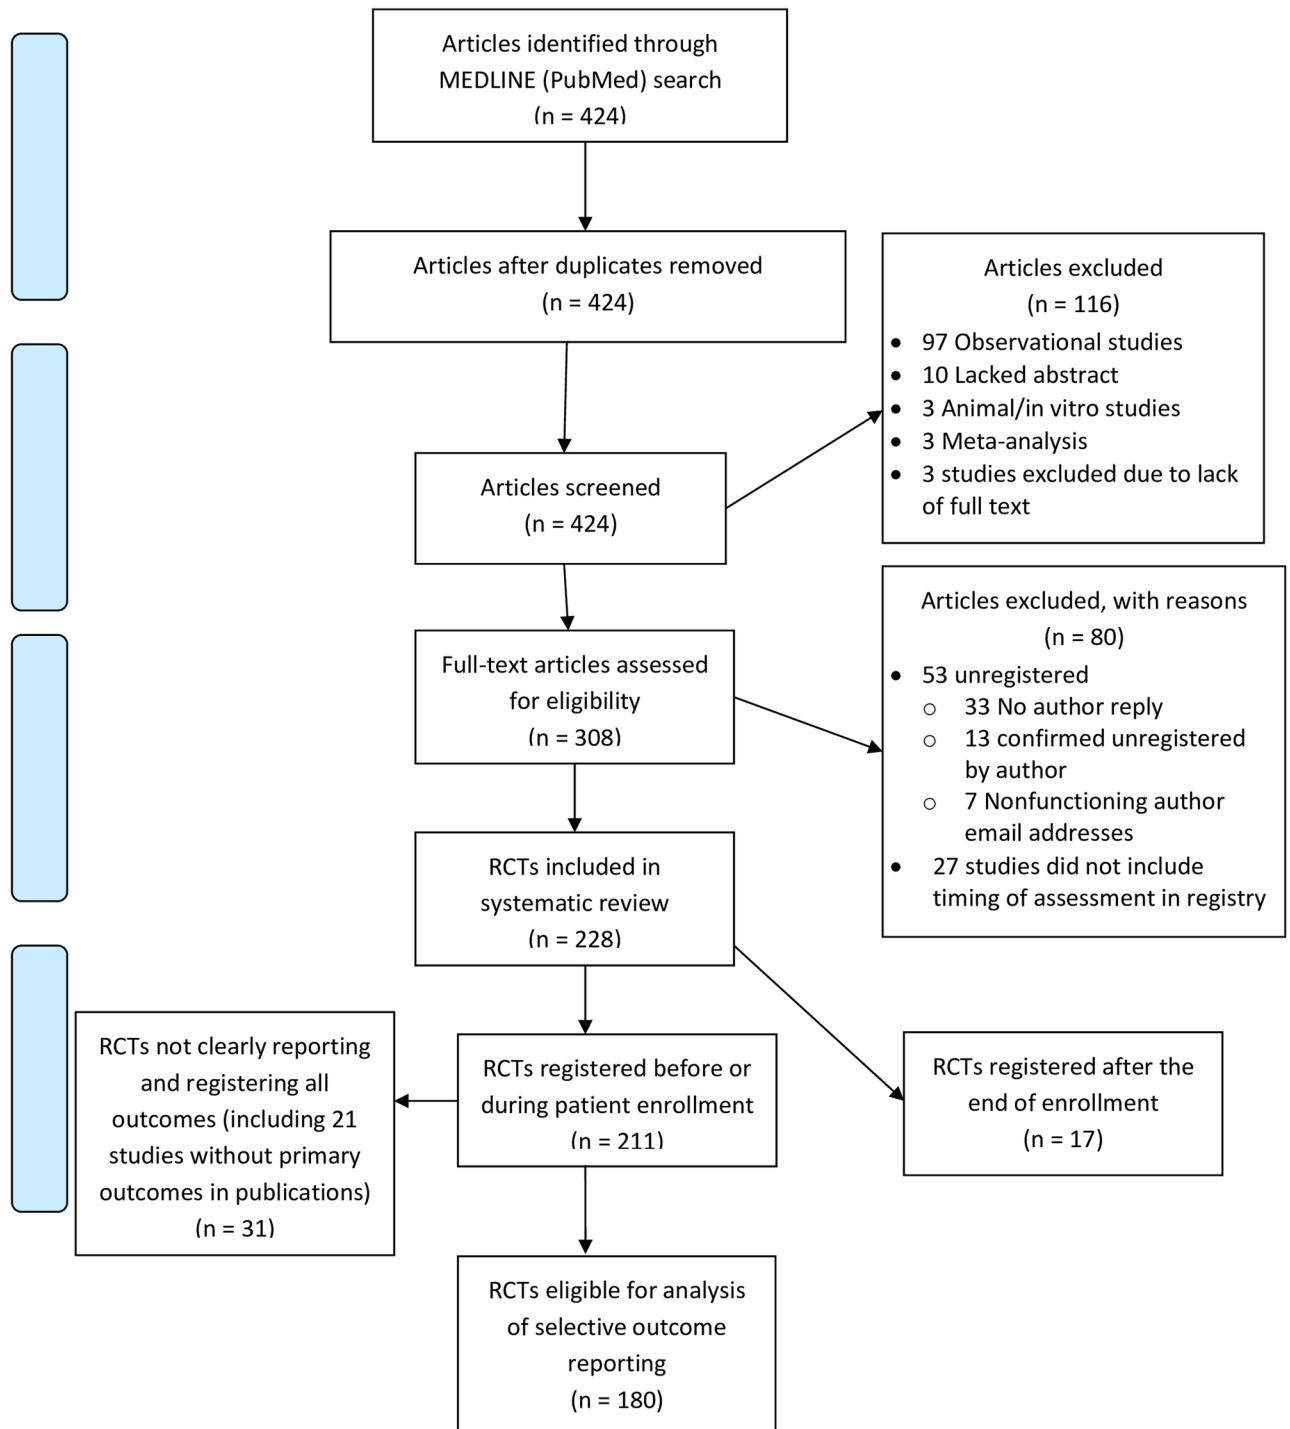 Articles identified through
MEDLINE (PubMed) search
(n = 424)
Articles after duplicates removed
(n = 424)
Articles excluded
(n = 116)
• 97 Observational studies
• 10 Lacked abstract
• 3 Animal/in vitro studies
• 3 Meta-analysis
• 3 studies excluded due to lack
of full text
Articles screened
(n = 424)
Articles excluded, with reasons
(n = 80)
• 53 unregistered
o 33 No author reply
o 13 confirmed unregistered
by author
o 7 Nonfunctioning author
email addresses
• 27 studies did not include
timing of assessment in registry
Full-text articles assessed
for eligibility
(n = 308)
RCTs included in
systematic review
(n = 228)
RCTs not clearly reporting
and registering all
outcomes (including 21
studies without primary
outcomes in publications)
(n = 31)
RCTs registered before or
during patient enrollment
(n = 211)
RCTs registered after the
end of enrollment
(n = 17)
RCTs eligible for analysis
of selective outcome
reporting
(n = 180)